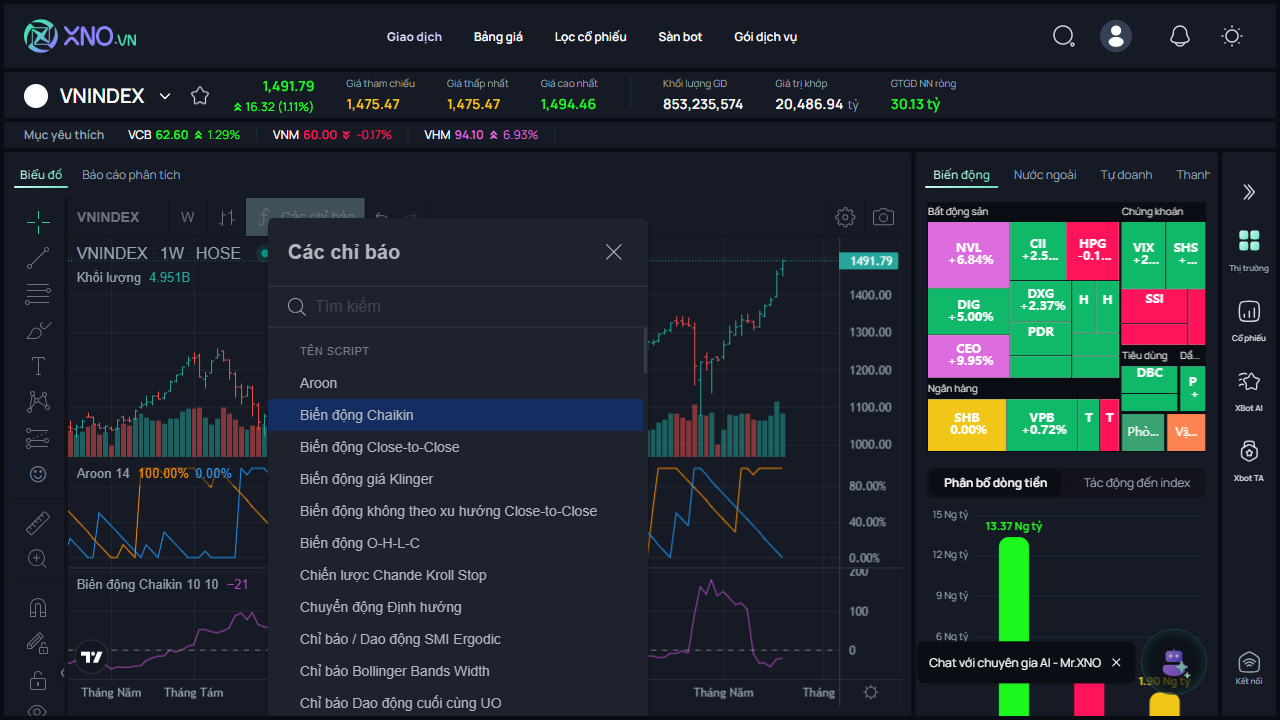 XNO.VN
Giao dịch
Bảng giá
Lọc cổ phiếu
Sàn bot
Gói dịch vụ
VNINDEX
1,491.79
16.32 (1.11%)
Giá tham chiếu
1,475.47
Giá thấp nhất
1,475.47
Giá cao nhất
1,494.46
Khối lượng GD
853,235,574
Giá trị khớp
20,486.94 tỷ
GTGD NN ròng
30.13 tỷ
Mục yêu thích
VCB 62.60 1.29%
VNM 60.00 -0.17%
VHM 94.10 6.93%
Biểu đồ
Báo cáo phân tích
VNINDEX
W
Các chỉ báo
VNINDEX · 1W · HOSE
Khối lượng 4.951B
1491.79
1400.00
1300.00
1200.00
1100.00
1000.00
Aroon 14 100.00% 0.00%
80.00%
40.00%
0.00%
Biến động Chaikin 10 10 −21
200
100
0
Tháng Năm
Tháng Tám
Tháng Năm
Tháng
Các chỉ báo
Tìm kiếm
TÊN SCRIPT
Aroon
Biến động Chaikin
Biến động Close-to-Close
Biến động giá Klinger
Biến động không theo xu hướng Close-to-Close
Biến động O-H-L-C
Chiến lược Chande Kroll Stop
Chuyển động Định hướng
Chỉ báo / Dao động SMI Ergodic
Chỉ báo Bollinger Bands Width
Chỉ báo Dao động cuối cùng UO
Biến động
Nước ngoài
Tự doanh
Thanh
Bất động sản
NVL
+6.84%
DIG
+5.00%
CEO
+9.95%
CII
+2.5...
HPG
-0.1...
DXG
+2.37%
H
H
PDR
Chứng khoán
VIX
+2...
SHS
+...
SSI
Tiêu dùng
DBC
Dầ...
P
+
Ngân hàng
SHB
0.00%
VPB
+0.72%
T
T
Phò...
Vậ...
Phân bổ dòng tiền
Tác động đến index
15 Ng tỷ
12 Ng tỷ
9 Ng tỷ
6 Ng tỷ
13.37 Ng tỷ
1.90 Ng tỷ
Chat với chuyên gia AI - Mr.XNO
Thị trường
Cổ phiếu
XBot AI
Xbot TA
Kết nối